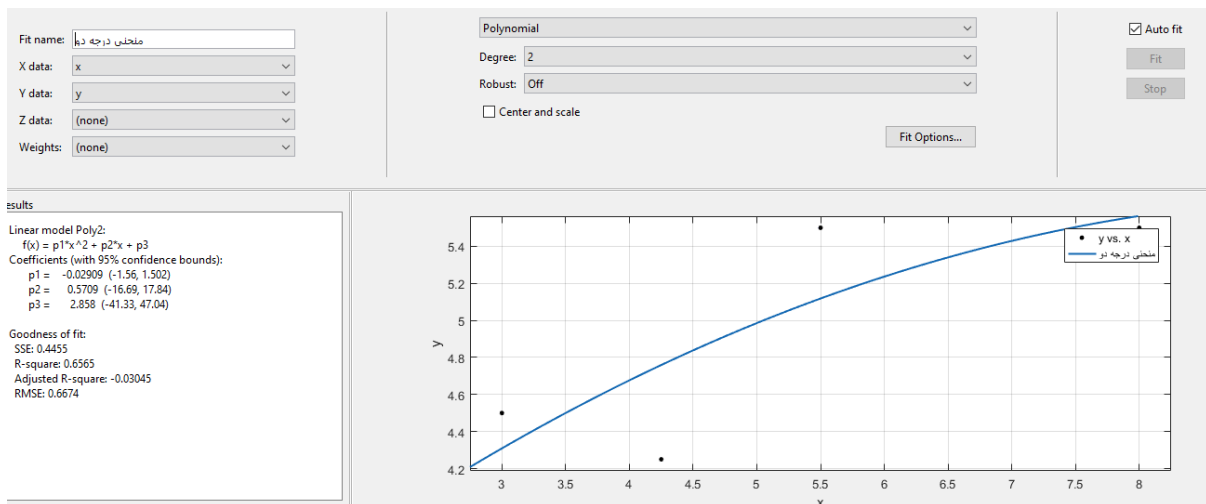 Fit name: منحنی درجه دو
X data: x
Y data: y
Z data: (none)
Weights: (none)
Polynomial
Degree: 2
Robust: Off
Center and scale
Fit Options...
Auto fit
Fit
Stop
esults
Linear model Poly2:
f(x) = p1*x^2 + p2*x + p3
Coefficients (with 95% confidence bounds):
p1 = -0.02909 (-1.56, 1.502)
p2 = 0.5709 (-16.69, 17.84)
p3 = 2.858 (-41.33, 47.04)
Goodness of fit:
SSE: 0.4455
R-square: 0.6565
Adjusted R-square: -0.03045
RMSE: 0.6674
y vs. x
منحنی درجه دو
5.4
5.2
5
4.8
4.6
4.4
4.2
y
3 3.5 4 4.5 5 5.5 6 6.5 7 7.5 8
x